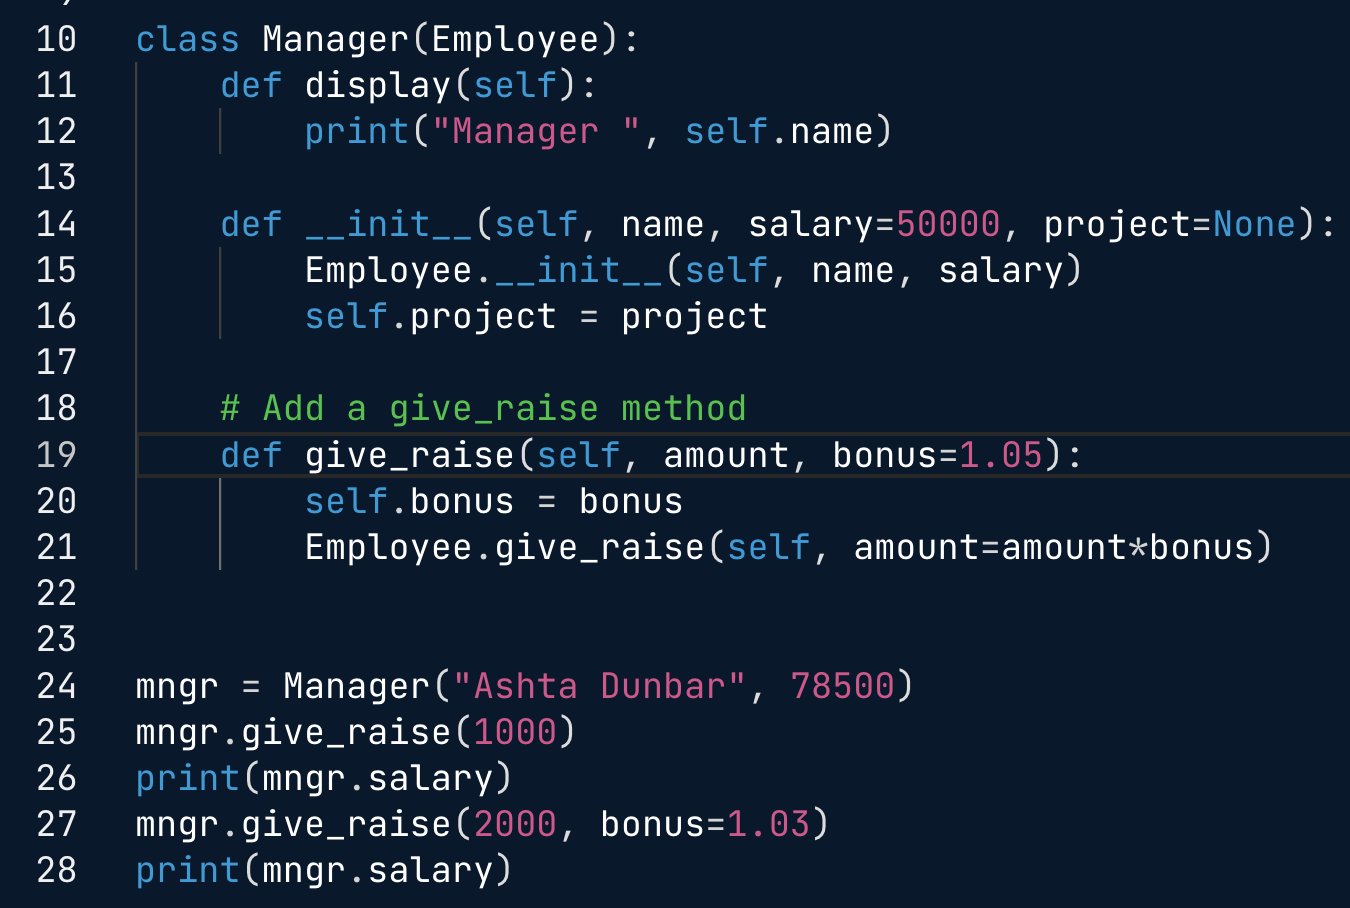 10 class Manager(Employee):
11     def display(self):
12         print("Manager ", self.name)
13
14     def __init__(self, name, salary=50000, project=None):
15         Employee.__init__(self, name, salary)
16         self.project = project
17
18     # Add a give_raise method
19     def give_raise(self, amount, bonus=1.05):
20         self.bonus = bonus
21         Employee.give_raise(self, amount=amount*bonus)
22
23
24 mngr = Manager("Ashta Dunbar", 78500)
25 mngr.give_raise(1000)
26 print(mngr.salary)
27 mngr.give_raise(2000, bonus=1.03)
28 print(mngr.salary)